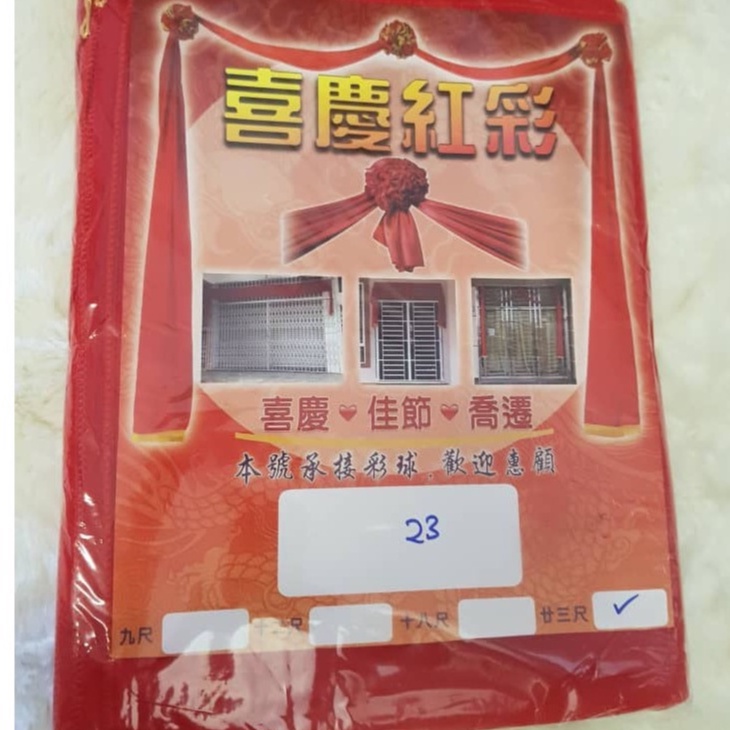 喜慶紅彩
喜慶❤佳節❤喬遷
本號承接彩球．歡迎惠顧
23
九尺 尺 十八尺 廿三尺 ✓